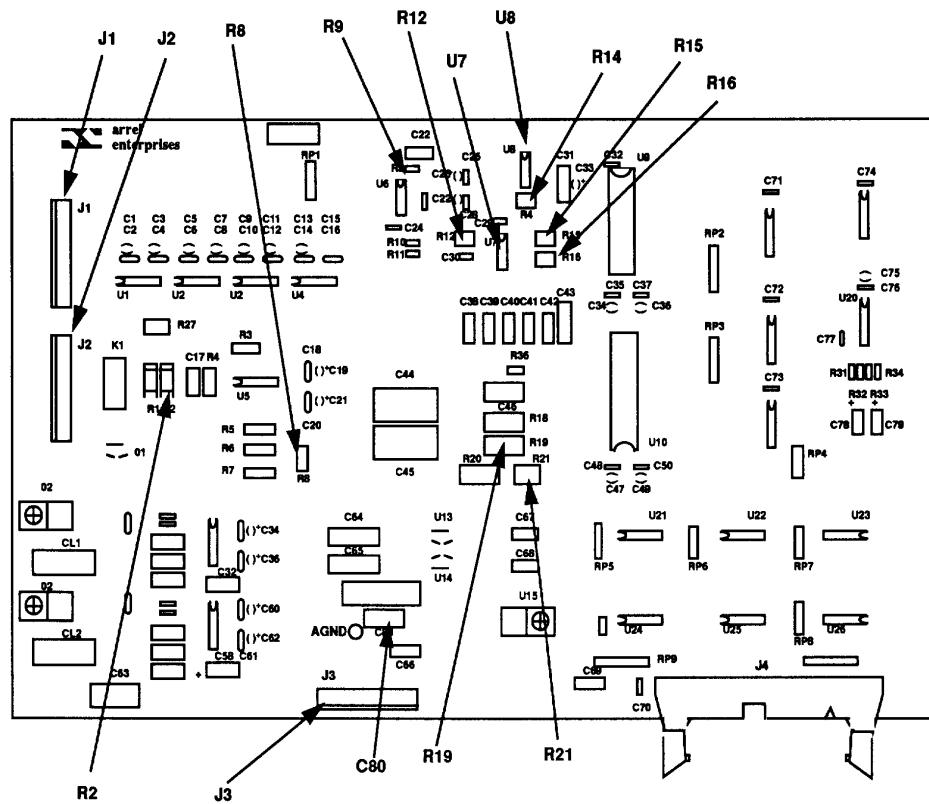 J1
J2
R8
R9
R12
U8
U7
R14
R15
R16
arrel
enterprises
RP1
C22
C25
U8
C31
C33
C32
U9
C71
C74
U6
R4
J1
C1
C2
C3
C4
C5
C6
C7
C8
C9
C10
C11
C12
C13
C14
C15
C16
C24
R10
R11
R12
C30
R16
RP2
U1
U2
U2
U4
C35
C37
C34
C36
C72
C75
C76
U20
R27
C38
C39
C40
C41
C42
C43
J2
K1
R3
C17
R4
U5
C18
()+C19
()+C21
C20
C44
C45
R36
C46
R18
R19
R20
R21
RP3
C77
R31
R34
R32
R33
C73
C78
C79
U10
RP4
01
R5
R6
R7
R8
C48
C50
C47
C49
02
CL1
02
CL2
C63
()+C34
()+C36
C32
()+C60
()+C62
C58
C61
C64
C65
U13
U14
C67
C68
U15
AGND
C66
J3
U21
U22
U23
RP5
RP6
RP7
U24
U25
U26
RP8
RP9
C69
C70
J4
R2
J3
C80
R19
R21